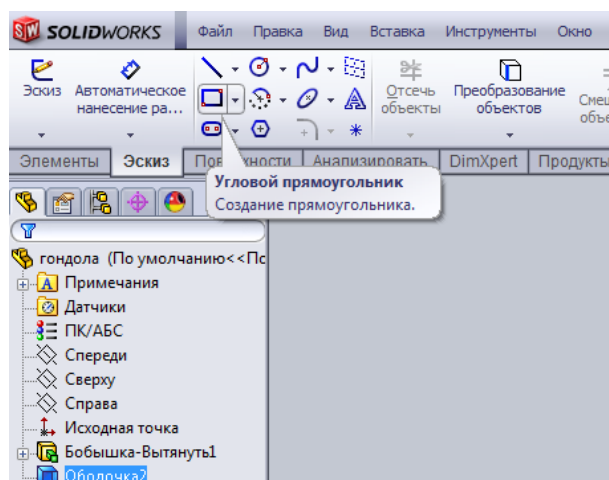 SOLIDWORKS Файл Правка Вид Вставка Инструменты Окно
Эскиз Автоматическое нанесение ра...
Отсечь объекты
Преобразование объектов
Элементы Эскиз Анализировать DimXpert Продукты
Угловой прямоугольник
Создание прямоугольника.
гондола (По умолчанию<<По
Примечания
Датчики
ПК/АБС
Спереди
Сверху
Справа
Исходная точка
Бобышка-Вытянуть1
Оболочка2